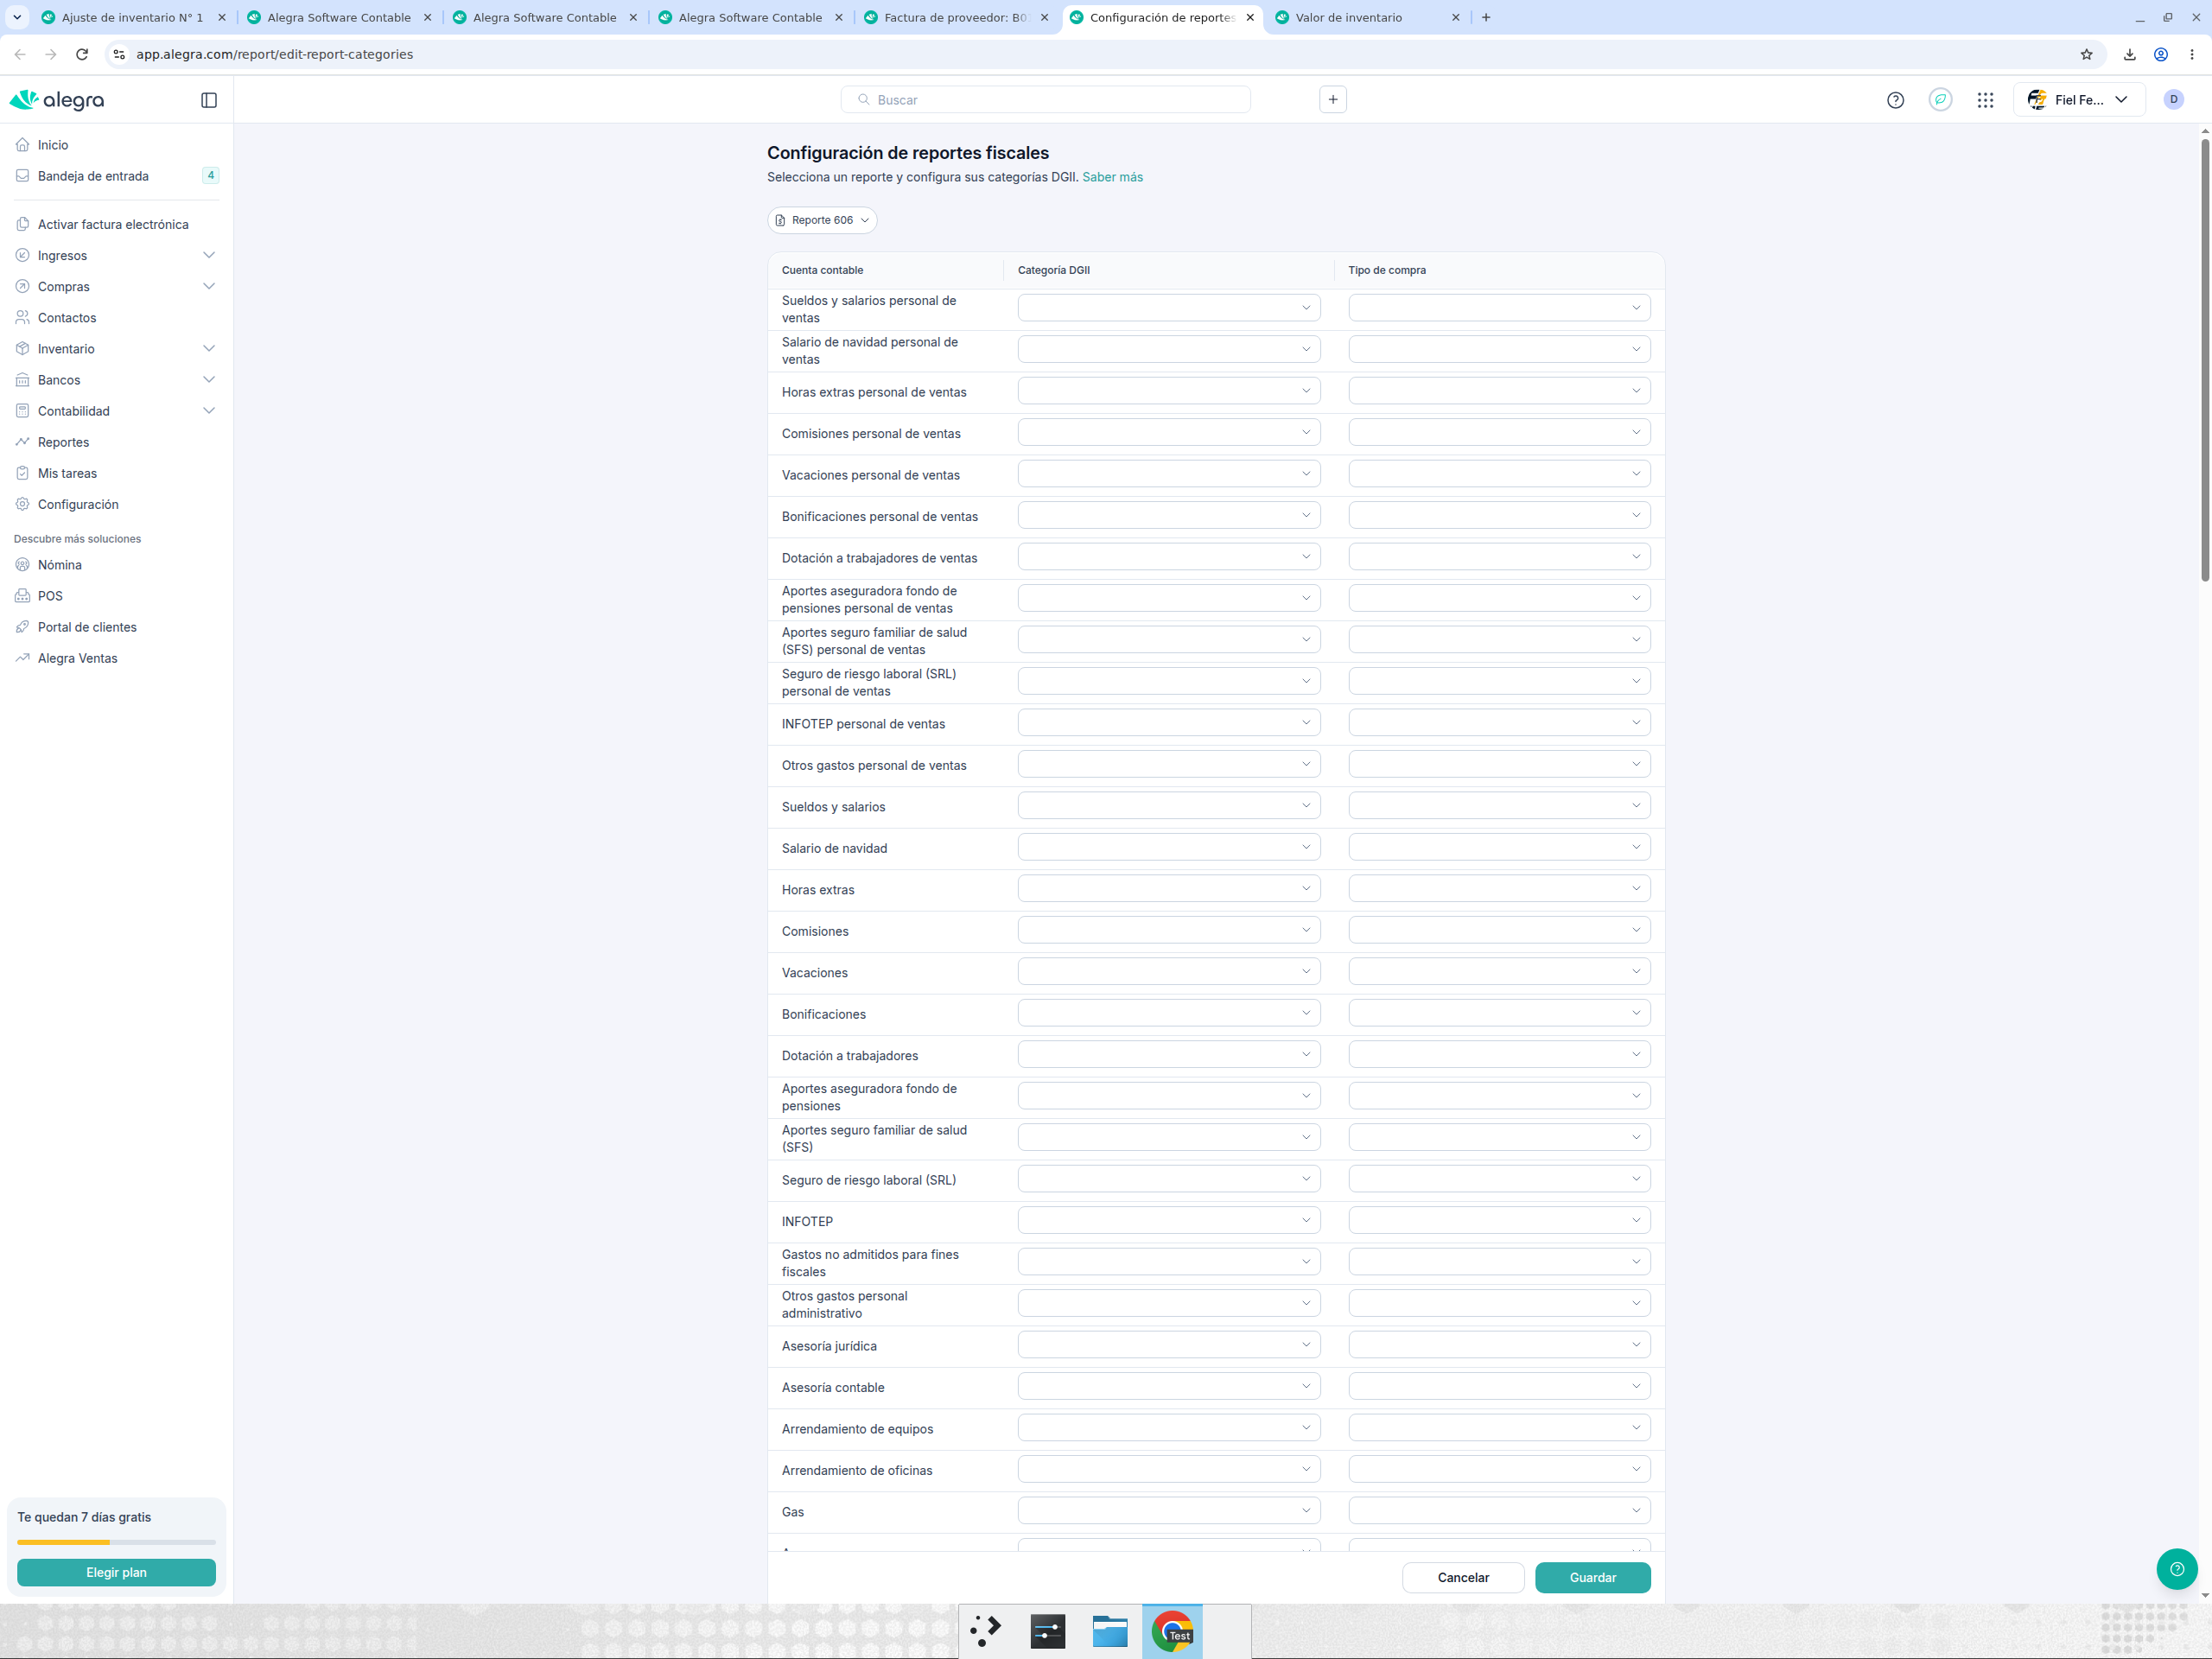 Ajuste de inventario N° 1
Alegra Software Contable
Alegra Software Contable
Alegra Software Contable
Factura de proveedor: B0
Configuración de reportes
Valor de inventario
app.alegra.com/report/edit-report-categories
alegra
Buscar
Fiel Fe...
D
Inicio
Bandeja de entrada
4
Activar factura electrónica
Ingresos
Compras
Contactos
Inventario
Bancos
Contabilidad
Reportes
Mis tareas
Configuración
Descubre más soluciones
Nómina
POS
Portal de clientes
Alegra Ventas
Te quedan 7 días gratis
Elegir plan
Configuración de reportes fiscales
Selecciona un reporte y configura sus categorías DGII. Saber más
Reporte 606
Cuenta contable
Categoría DGII
Tipo de compra
Sueldos y salarios personal de
ventas
Salario de navidad personal de
ventas
Horas extras personal de ventas
Comisiones personal de ventas
Vacaciones personal de ventas
Bonificaciones personal de ventas
Dotación a trabajadores de ventas
Aportes aseguradora fondo de
pensiones personal de ventas
Aportes seguro familiar de salud
(SFS) personal de ventas
Seguro de riesgo laboral (SRL)
personal de ventas
INFOTEP personal de ventas
Otros gastos personal de ventas
Sueldos y salarios
Salario de navidad
Horas extras
Comisiones
Vacaciones
Bonificaciones
Dotación a trabajadores
Aportes aseguradora fondo de
pensiones
Aportes seguro familiar de salud
(SFS)
Seguro de riesgo laboral (SRL)
INFOTEP
Gastos no admitidos para fines
fiscales
Otros gastos personal
administrativo
Asesoría jurídica
Asesoría contable
Arrendamiento de equipos
Arrendamiento de oficinas
Gas
Cancelar
Guardar
Test